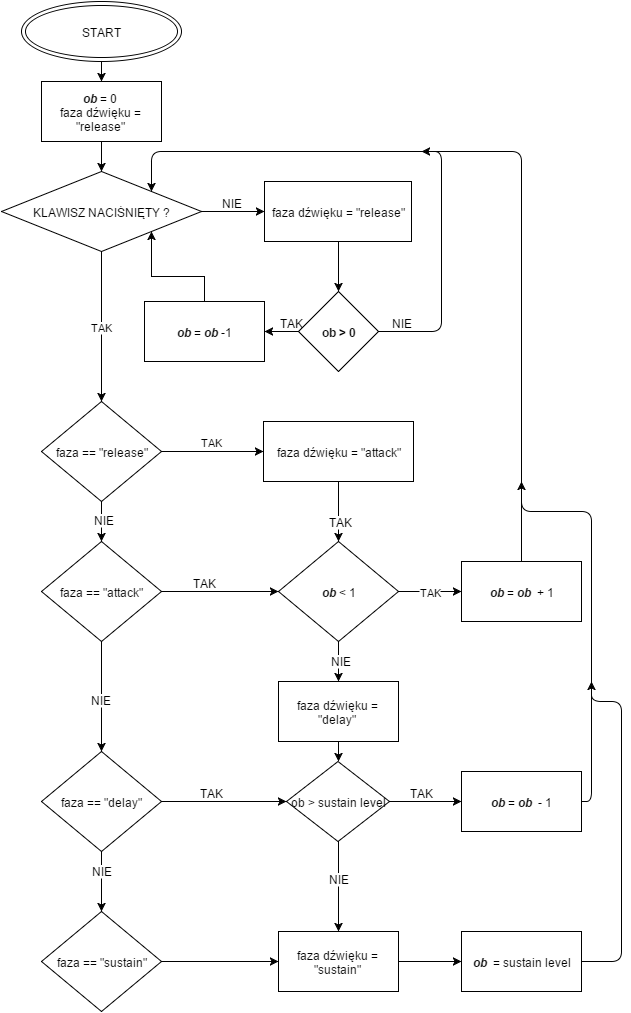 START
ob = 0
faza dźwięku =
"release"
KLAWISZ NACIŚNIĘTY ?
NIE
faza dźwięku = "release"
TAK
ob = ob -1
TAK
ob > 0
NIE
faza == "release"
TAK
faza dźwięku = "attack"
NIE
TAK
faza == "attack"
TAK
ob < 1
TAK
ob = ob + 1
NIE
NIE
faza dźwięku =
"delay"
faza == "delay"
TAK
ob > sustain level
TAK
ob = ob - 1
NIE
NIE
faza == "sustain"
faza dźwięku =
"sustain"
ob = sustain level